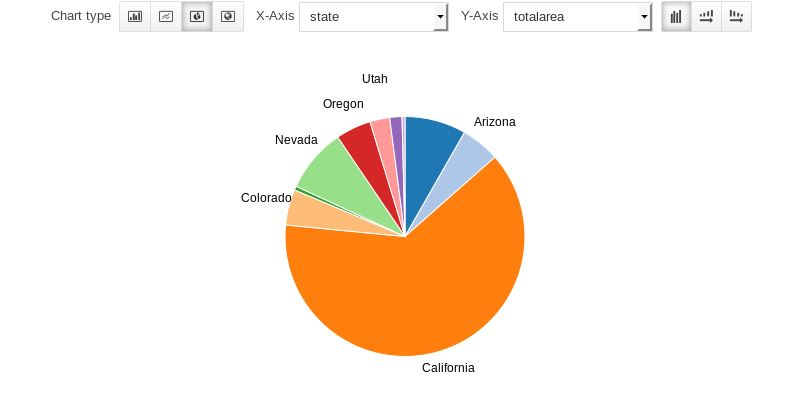 Chart type X-Axis state Y-Axis totalarea
Utah
Oregon
Arizona
Nevada
Colorado
California